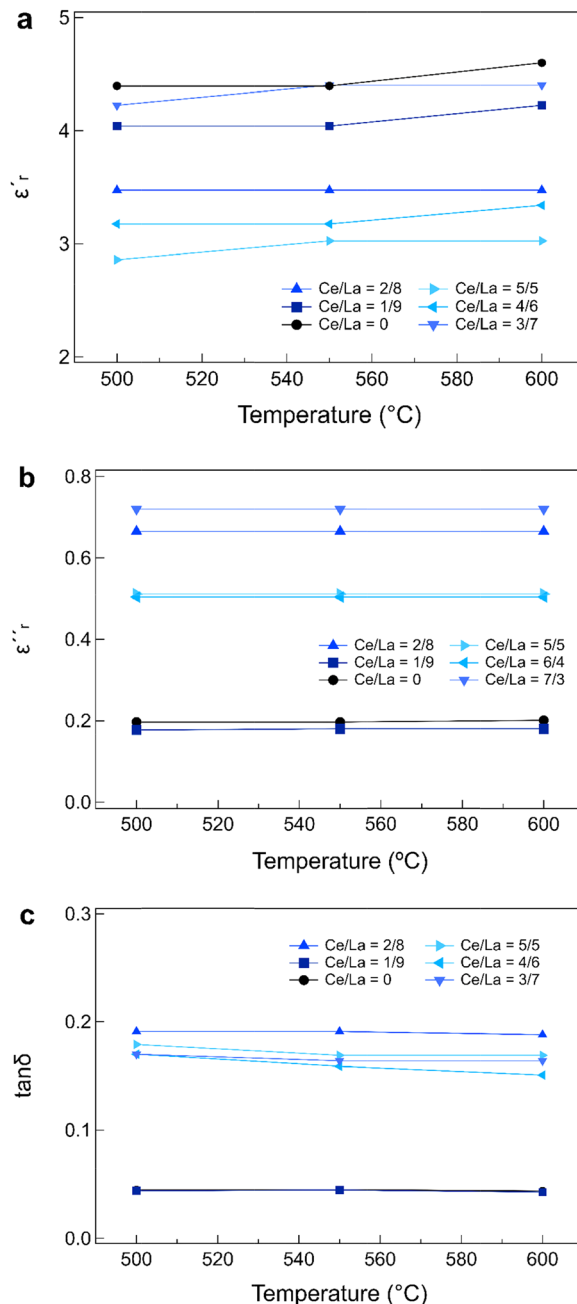 a
5
4
3
2
ε´r
Ce/La = 2/8 Ce/La = 5/5
Ce/La = 1/9 Ce/La = 4/6
Ce/La = 0 Ce/La = 3/7
500 520 540 560 580 600
Temperature (°C)
b
0.8
0.6
0.4
0.2
0.0
ε´´r
Ce/La = 2/8 Ce/La = 5/5
Ce/La = 1/9 Ce/La = 6/4
Ce/La = 0 Ce/La = 7/3
500 520 540 560 580 600
Temperature (ºC)
c
0.3
0.2
0.1
0.0
tanδ
Ce/La = 2/8 Ce/La = 5/5
Ce/La = 1/9 Ce/La = 4/6
Ce/La = 0 Ce/La = 3/7
500 520 540 560 580 600
Temperature (°C)